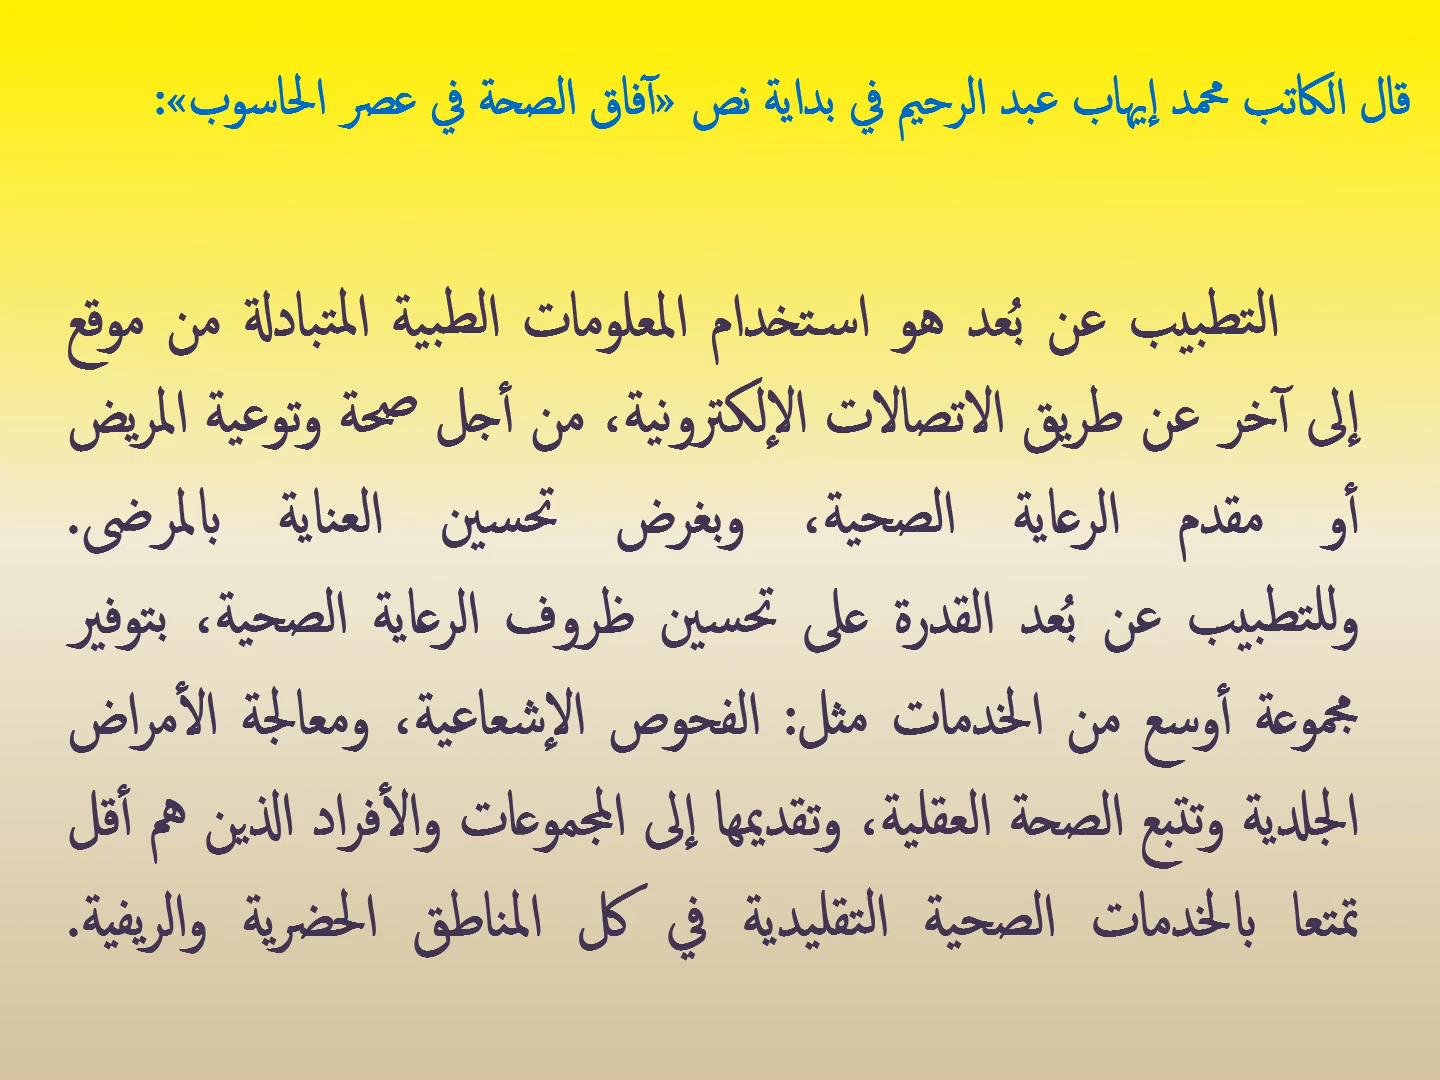 قال الكاتب محمد إيهاب عبد الرحيم في بداية نص «آفاق الصحة في عصر الحاسوب»:
التطبيب عن بُعد هو استخدام المعلومات الطبية المتبادلة من موقع
إلى آخر عن طريق الاتصالات الإلكترونية، من أجل صحة وتوعية المريض
أو مقدم الرعاية الصحية، وبغرض تحسين العناية بالمرضى.
وللتطبيب عن بُعد القدرة على تحسين ظروف الرعاية الصحية، بتوفير
مجموعة أوسع من الخدمات مثل: الفحوص الإشعاعية، ومعالجة الأمراض
الجلدية وتتبع الصحة العقلية، وتقديمها إلى المجموعات والأفراد الذين هم أقل
تمتعا بالخدمات الصحية التقليدية في كل المناطق الحضرية والريفية.